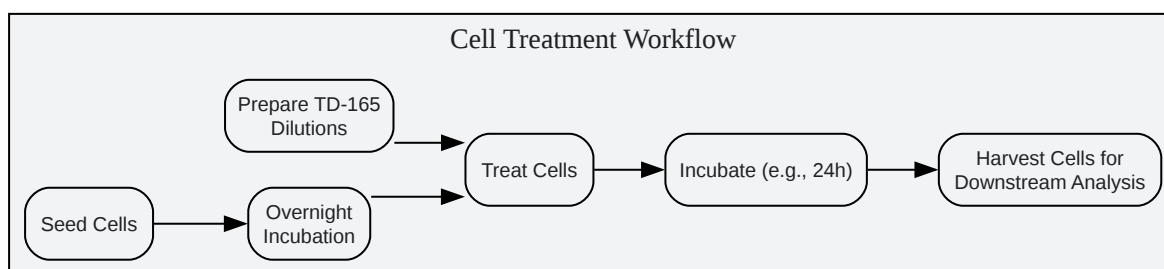 Cell Treatment Workflow
Prepare TD-165
Dilutions
Seed Cells
Overnight
Incubation
Treat Cells
Incubate (e.g., 24h)
Harvest Cells for
Downstream Analysis